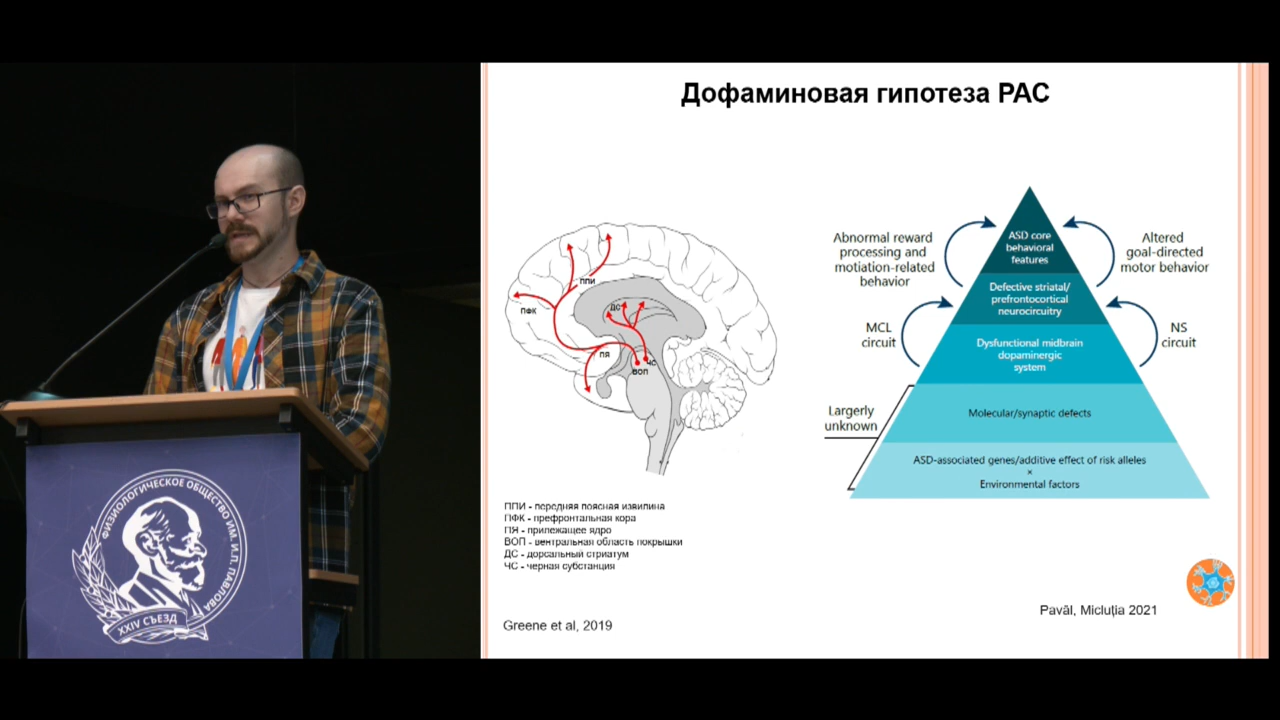 ФИЗИОЛОГИЧЕСКОЕ ОБЩЕСТВО ИМ. И.П. ПАВЛОВА
XXIV СЪЕЗД
Дофаминовая гипотеза РАС
ППИ
ПФК
ДС
ПЯ
ЧС
ВОП
ППИ - передняя поясная извилина
ПФК - префронтальная кора
ПЯ - прилежащее ядро
ВОП - вентральная область покрышки
ДС - дорсальный стриатум
ЧС - черная субстанция
Greene et al, 2019
Abnormal reward
processing and
motiation-related
behavior
ASD core
behavioral
features
Altered
goal-directed
motor behavior
Defective striatal/
prefrontocortical
neurocircuitry
MCL
circuit
NS
circuit
Dysfunctional midbrain
dopaminergic
system
Largely
unknown
Molecular/synaptic defects
ASD-associated genes/additive effect of risk alleles
×
Environmental factors
Pavăl, Micluția 2021